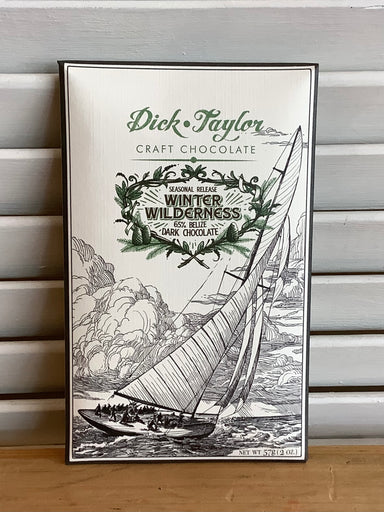 Dick • Taylor
CRAFT CHOCOLATE
SEASONAL RELEASE
WINTER
WILDERNESS
65% BELIZE
DARK CHOCOLATE
NET WT 57g (2 OZ.)